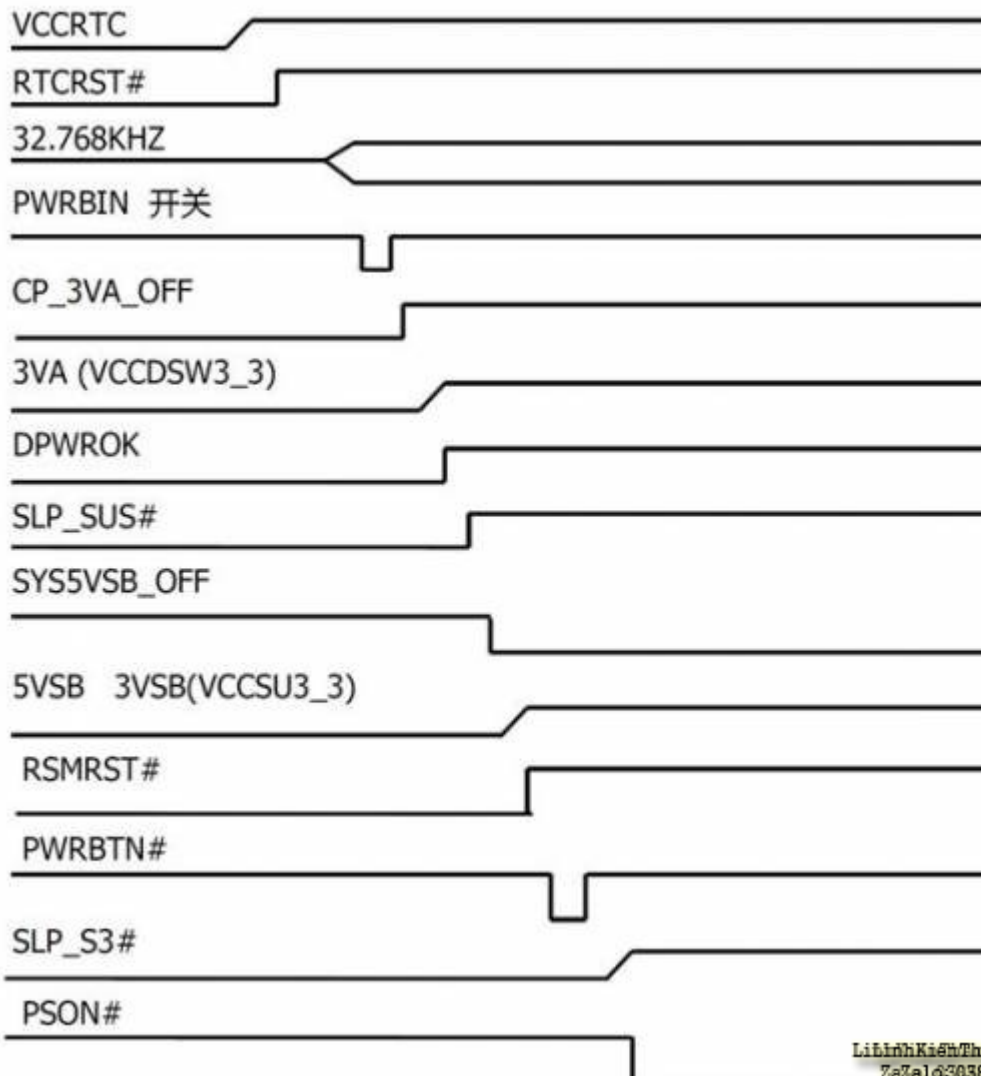 VCCRTC
RTCRST#
32.768KHZ
PWRBIN 开关
CP_3VA_OFF
3VA (VCCDSW3_3)
DPWROK
SLP_SUS#
SYS5VSB_OFF
5VSB 3VSB(VCCSU3_3)
RSMRST#
PWRBTN#
SLP_S3#
PSON#